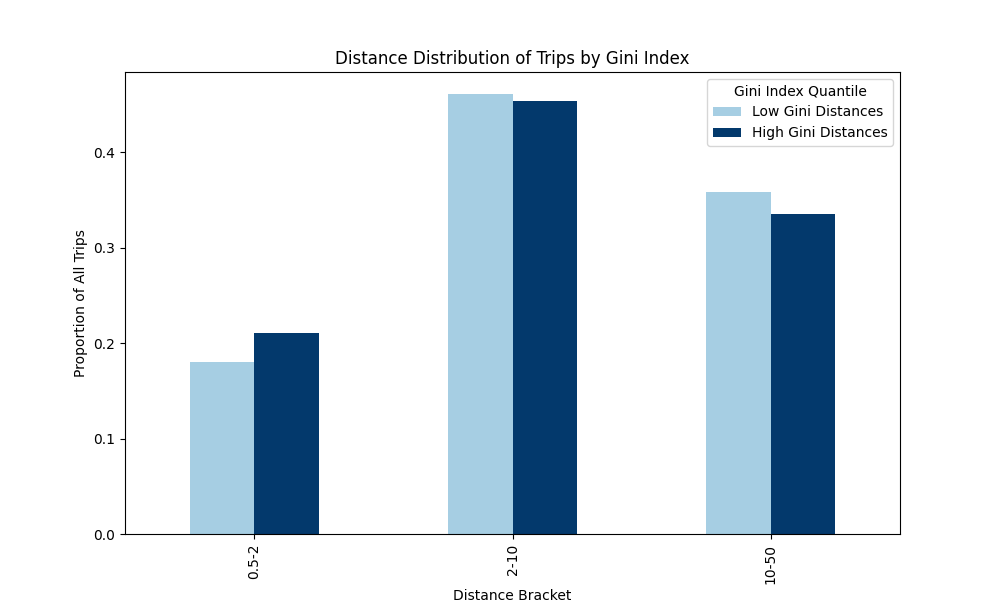 Distance Distribution of Trips by Gini Index
Gini Index Quantile
Low Gini Distances
High Gini Distances
Proportion of All Trips
0.4
0.3
0.2
0.1
0.0
0.5-2
2-10
10-50
Distance Bracket